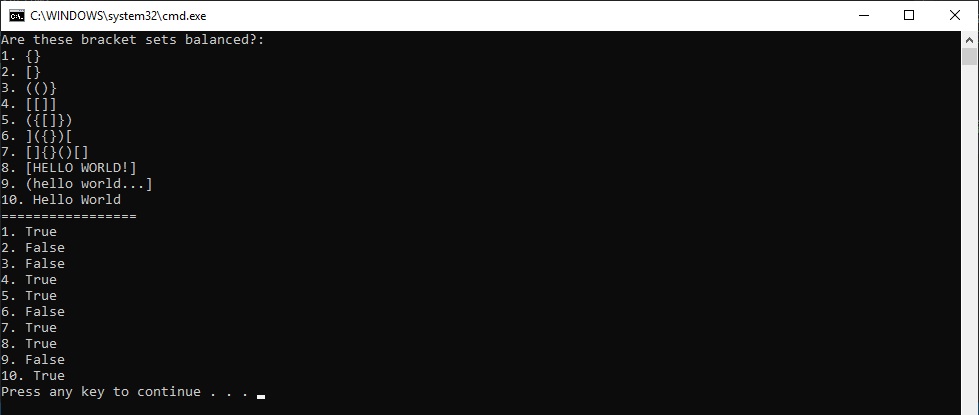 C:\WINDOWS\system32\cmd.exe
Are these bracket sets balanced?:
1. {}
2. [}
3. (()}
4. [[]]
5. ({[]})
6. ]({})[
7. []{}()[]
8. [HELLO WORLD!]
9. (hello world...]
10. Hello World
=================
1. True
2. False
3. False
4. True
5. True
6. False
7. True
8. True
9. False
10. True
Press any key to continue . . .